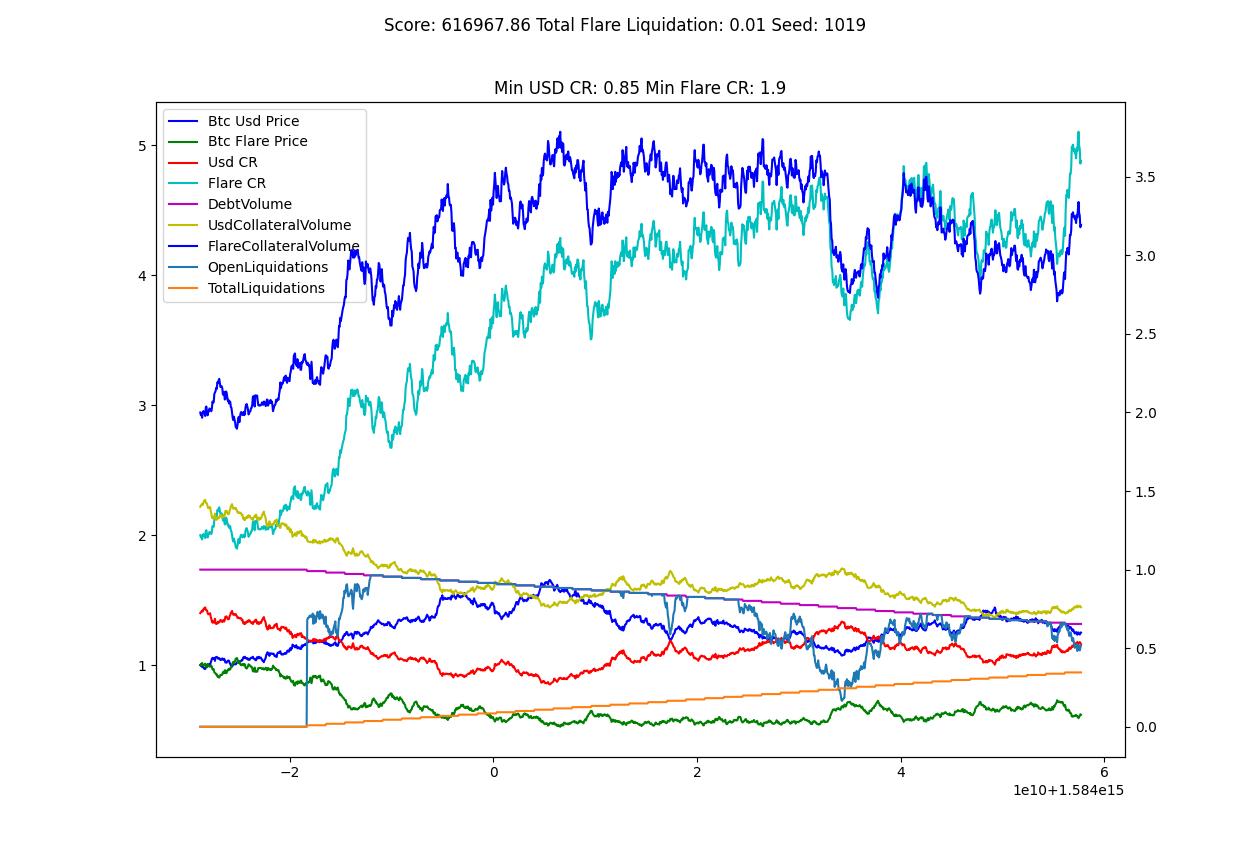 Score: 616967.86 Total Flare Liquidation: 0.01 Seed: 1019
Min USD CR: 0.85 Min Flare CR: 1.9
Btc Usd Price
Btc Flare Price
Usd CR
Flare CR
DebtVolume
UsdCollateralVolume
FlareCollateralVolume
OpenLiquidations
TotalLiquidations
5
4
3
2
1
3.5
3.0
2.5
2.0
1.5
1.0
0.5
0.0
−2
0
2
4
6
1e10+1.584e15